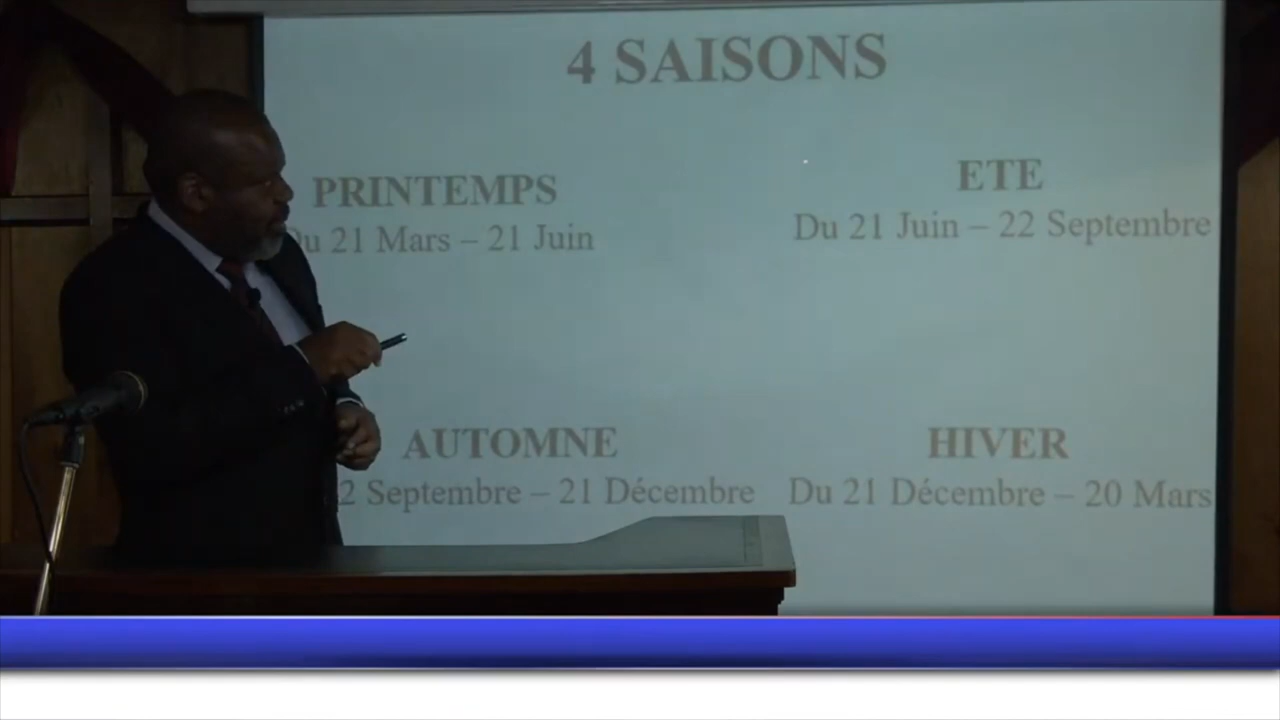 4 SAISONS
PRINTEMPS
21 Mars – 21 Juin
ETE
Du 21 Juin – 22 Septembre
AUTOMNE
Septembre – 21 Décembre
HIVER
Du 21 Décembre – 20 Mars